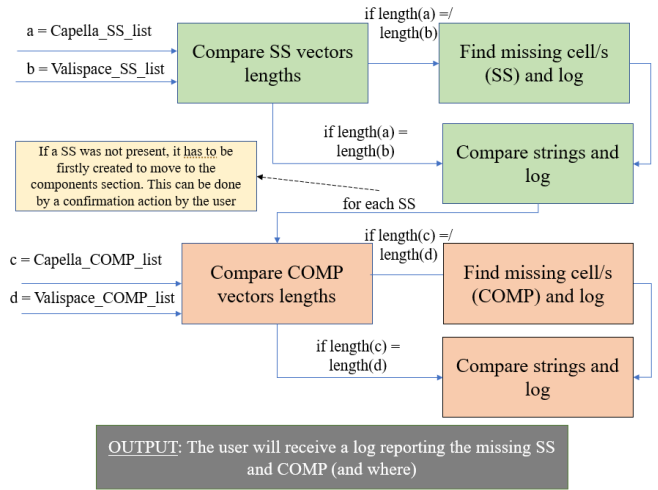 a = Capella_SS_list
b = Valispace_SS_list
Compare SS vectors
lengths
if length(a) =/
length(b)
Find missing cell/s
(SS) and log
if length(a) =
length(b)
Compare strings and
log
If a SS was not present, it has to be
firstly created to move to the
components section. This can be done
by a confirmation action by the user
for each SS
c = Capella_COMP_list
d = Valispace_COMP_list
Compare COMP
vectors lengths
if length(c) =/
length(d)
Find missing cell/s
(COMP) and log
if length(c) =
length(d)
Compare strings and
log
OUTPUT: The user will receive a log reporting the missing SS
and COMP (and where)